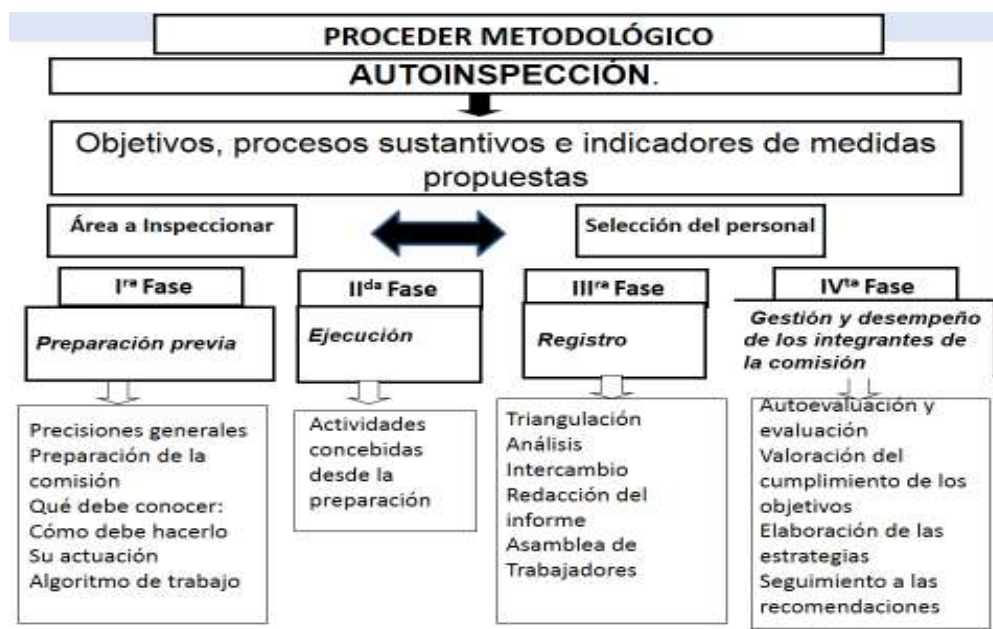 PROCEDER METODOLÓGICO
AUTOINSPECCIÓN.
Objetivos, procesos sustantivos e indicadores de medidas
propuestas
Área a Inspeccionar
Selección del personal
Iʳᵃ Fase
Preparación previa
Precisiones generales
Preparación de la
comisión
Qué debe conocer:
Cómo debe hacerlo
Su actuación
Algoritmo de trabajo
IIᵈᵃ Fase
Ejecución
Actividades
concebidas
desde la
preparación
IIIʳᵃ Fase
Registro
Triangulación
Análisis
Intercambio
Redacción del
informe
Asamblea de
Trabajadores
IVᵗᵃ Fase
Gestión y desempeño
de los integrantes de
la comisión
Autoevaluación y
evaluación
Valoración del
cumplimiento de los
objetivos
Elaboración de las
estrategias
Seguimiento a las
recomendaciones